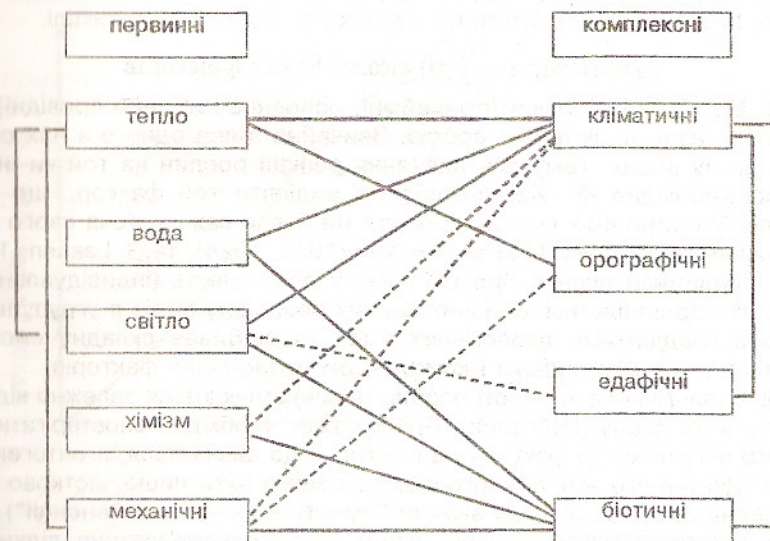 первинні
комплексні
тепло
кліматичні
вода
орографічні
світло
едафічні
хімізм
механічні
біотичні